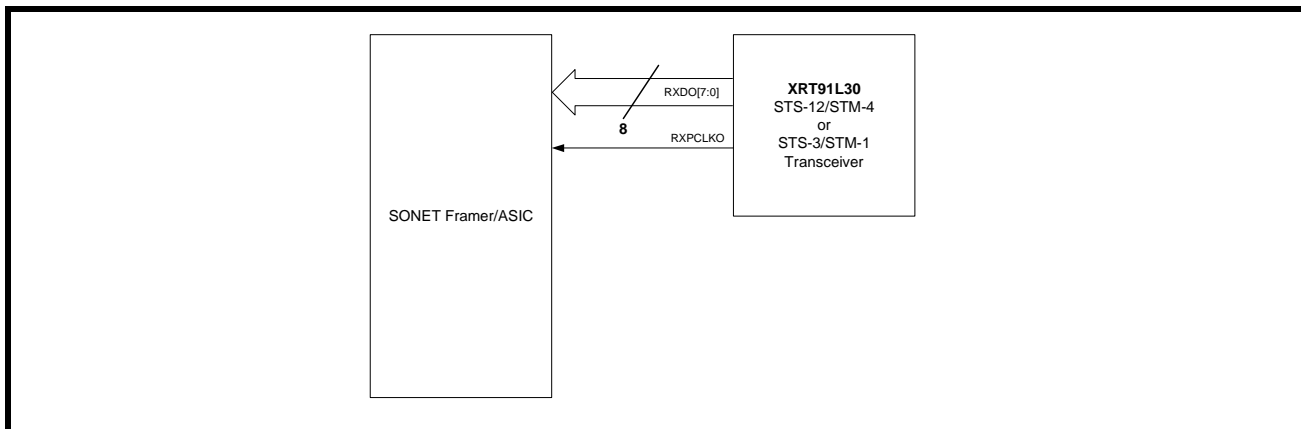 RXDO[7:0]
8
RXPCLKO
XRT91L30
STS-12/STM-4
or
STS-3/STM-1
Transceiver
SONET Framer/ASIC